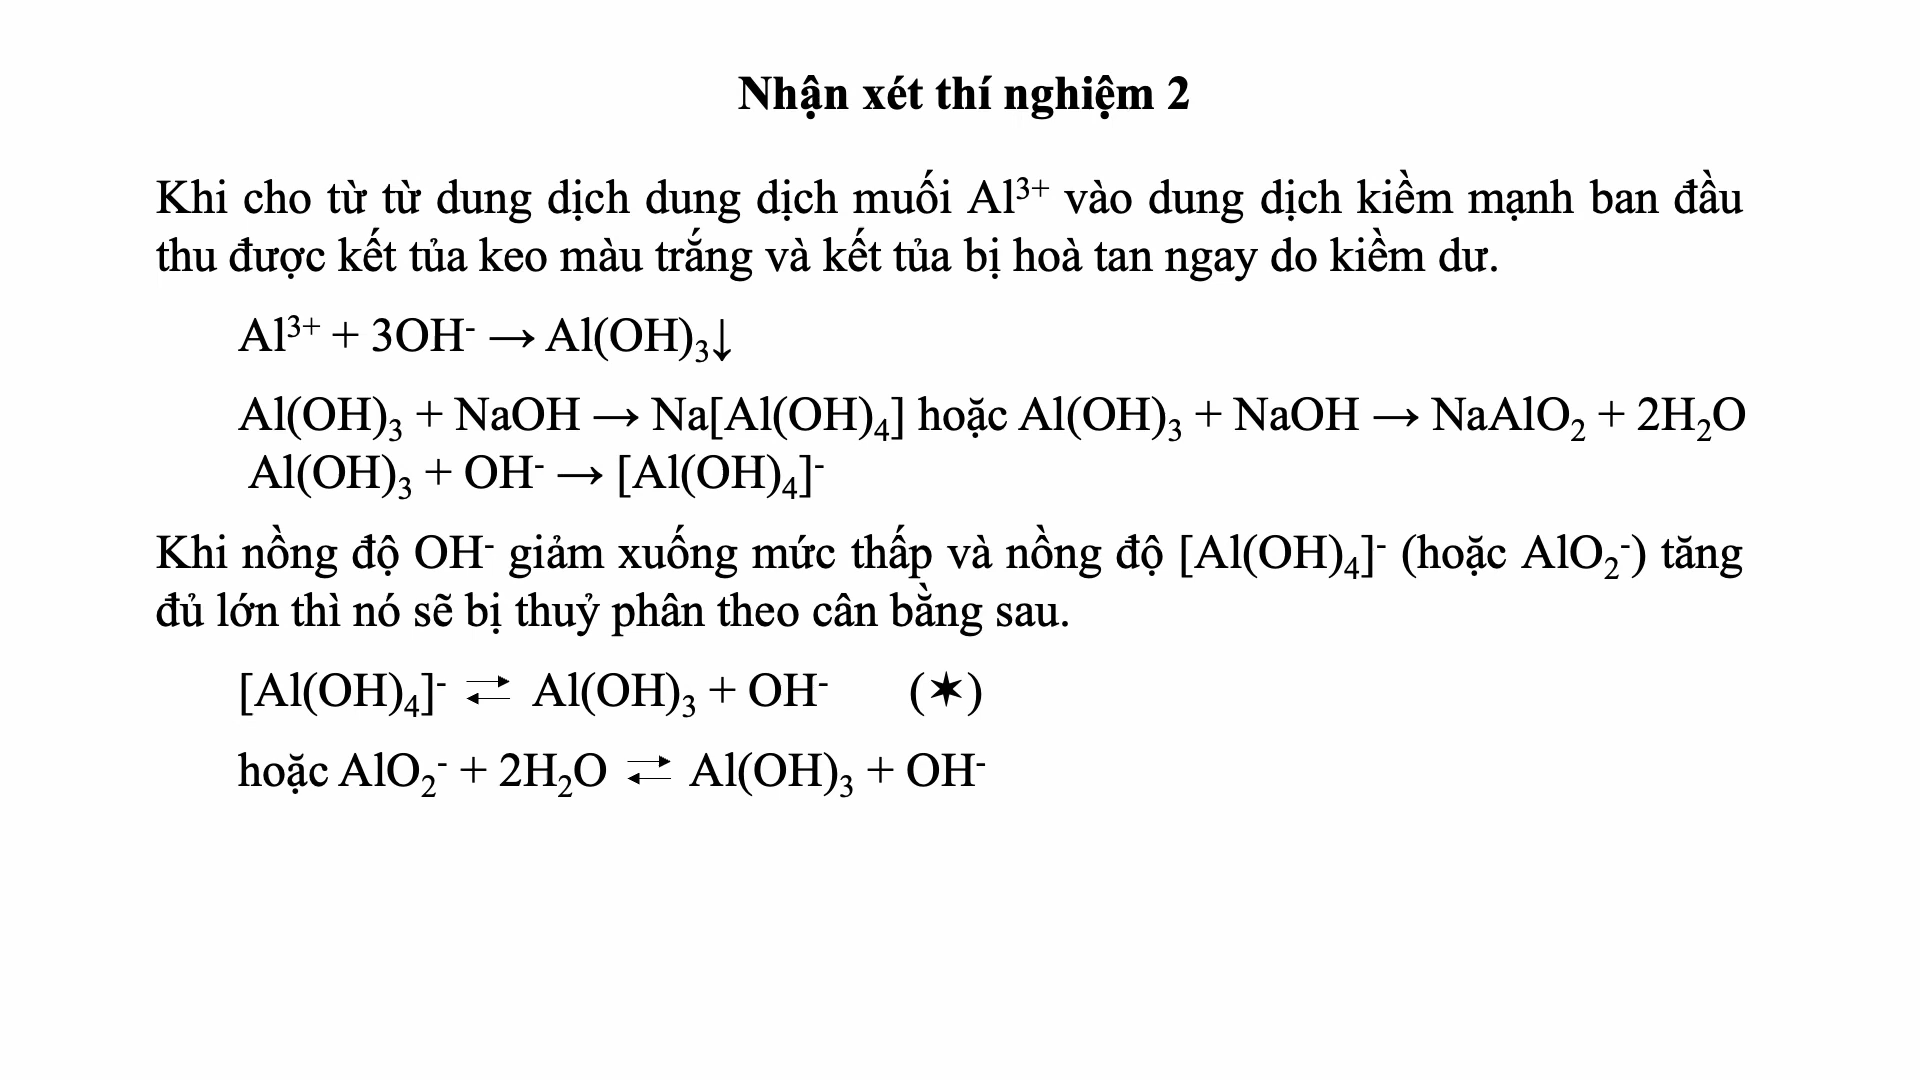 Nhận xét thí nghiệm 2
Khi cho từ từ dung dịch dung dịch muối Al³⁺ vào dung dịch kiềm mạnh ban đầu
thu được kết tủa keo màu trắng và kết tủa bị hoà tan ngay do kiềm dư.
Al³⁺ + 3OH⁻ → Al(OH)₃↓
Al(OH)₃ + NaOH → Na[Al(OH)₄] hoặc Al(OH)₃ + NaOH → NaAlO₂ + 2H₂O
Al(OH)₃ + OH⁻ → [Al(OH)₄]⁻
Khi nồng độ OH⁻ giảm xuống mức thấp và nồng độ [Al(OH)₄]⁻ (hoặc AlO₂⁻) tăng
đủ lớn thì nó sẽ bị thuỷ phân theo cân bằng sau.
[Al(OH)₄]⁻ ⇄ Al(OH)₃ + OH⁻ (✶)
hoặc AlO₂⁻ + 2H₂O ⇄ Al(OH)₃ + OH⁻